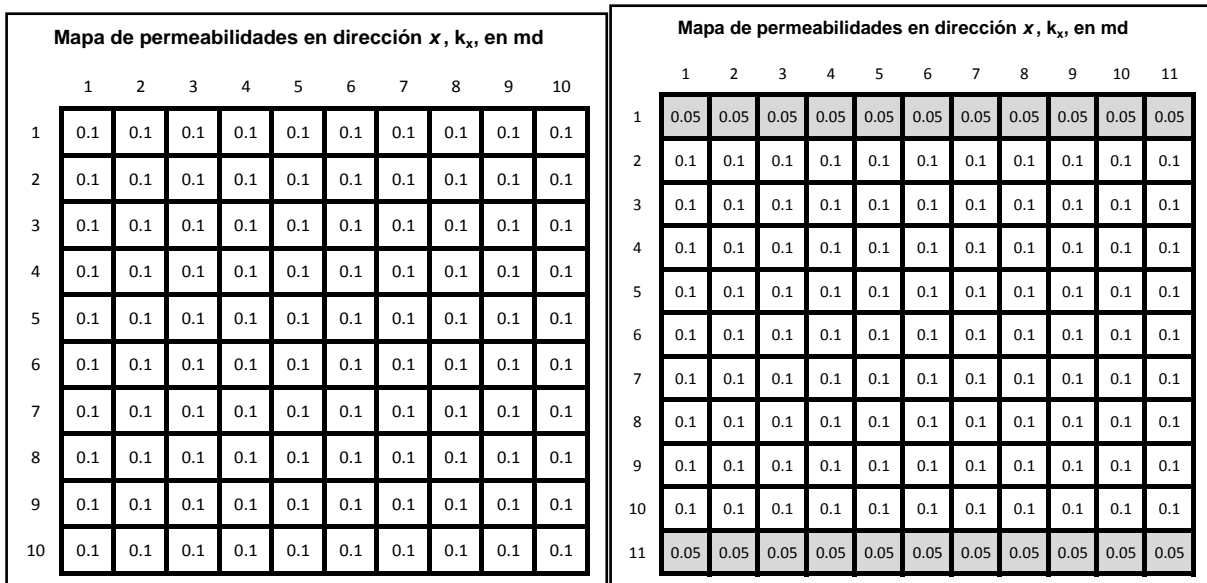 Mapa de permeabilidades en dirección x, kx, en md
1 2 3 4 5 6 7 8 9 10
1 0.1 0.1 0.1 0.1 0.1 0.1 0.1 0.1 0.1 0.1
2 0.1 0.1 0.1 0.1 0.1 0.1 0.1 0.1 0.1 0.1
3 0.1 0.1 0.1 0.1 0.1 0.1 0.1 0.1 0.1 0.1
4 0.1 0.1 0.1 0.1 0.1 0.1 0.1 0.1 0.1 0.1
5 0.1 0.1 0.1 0.1 0.1 0.1 0.1 0.1 0.1 0.1
6 0.1 0.1 0.1 0.1 0.1 0.1 0.1 0.1 0.1 0.1
7 0.1 0.1 0.1 0.1 0.1 0.1 0.1 0.1 0.1 0.1
8 0.1 0.1 0.1 0.1 0.1 0.1 0.1 0.1 0.1 0.1
9 0.1 0.1 0.1 0.1 0.1 0.1 0.1 0.1 0.1 0.1
10 0.1 0.1 0.1 0.1 0.1 0.1 0.1 0.1 0.1 0.1
Mapa de permeabilidades en dirección x, kx, en md
1 2 3 4 5 6 7 8 9 10 11
1 0.05 0.05 0.05 0.05 0.05 0.05 0.05 0.05 0.05 0.05 0.05
2 0.1 0.1 0.1 0.1 0.1 0.1 0.1 0.1 0.1 0.1 0.1
3 0.1 0.1 0.1 0.1 0.1 0.1 0.1 0.1 0.1 0.1 0.1
4 0.1 0.1 0.1 0.1 0.1 0.1 0.1 0.1 0.1 0.1 0.1
5 0.1 0.1 0.1 0.1 0.1 0.1 0.1 0.1 0.1 0.1 0.1
6 0.1 0.1 0.1 0.1 0.1 0.1 0.1 0.1 0.1 0.1 0.1
7 0.1 0.1 0.1 0.1 0.1 0.1 0.1 0.1 0.1 0.1 0.1
8 0.1 0.1 0.1 0.1 0.1 0.1 0.1 0.1 0.1 0.1 0.1
9 0.1 0.1 0.1 0.1 0.1 0.1 0.1 0.1 0.1 0.1 0.1
10 0.1 0.1 0.1 0.1 0.1 0.1 0.1 0.1 0.1 0.1 0.1
11 0.05 0.05 0.05 0.05 0.05 0.05 0.05 0.05 0.05 0.05 0.05